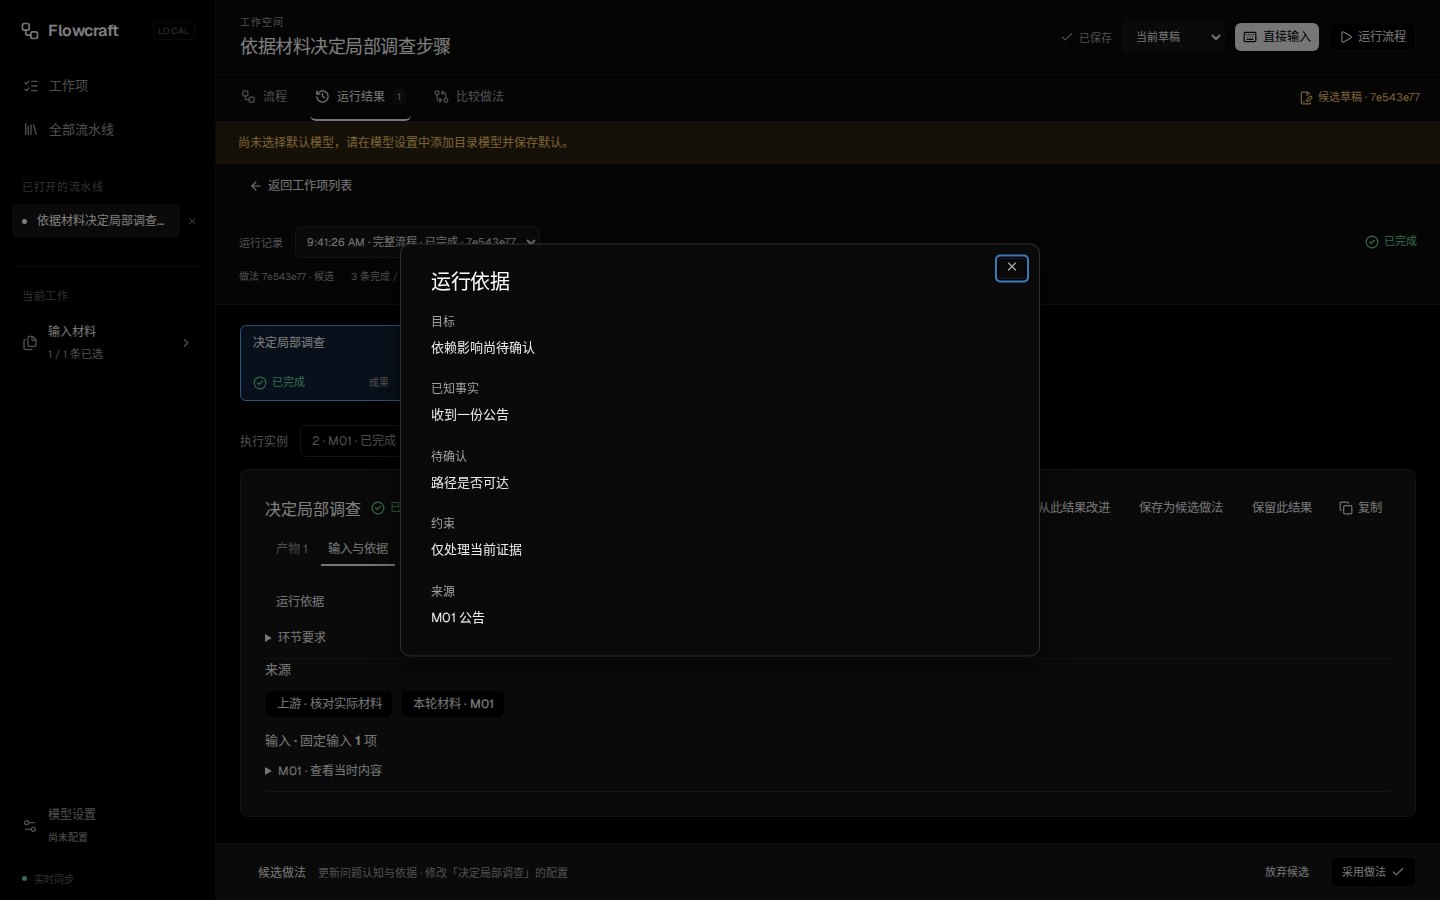 Flowcraft
LOCAL
工作项
全部流水线
已打开的流水线
依据材料决定局部调查...
当前工作
输入材料
1 / 1 条已选
模型设置
尚未配置
实时同步
工作空间
依据材料决定局部调查步骤
已保存
当前草稿
直接输入
运行流程
流程
运行结果 1
比较做法
候选草稿 · 7e543e77
尚未选择默认模型，请在模型设置中添加目录模型并保存默认。
返回工作项列表
运行记录
9:41:26 AM · 完整流程 · 已完成 · 7e543e77
已完成
做法 7e543e77 · 候选
3 条完成 /
决定局部调查
已完成
成果
执行实例
2 · M01 · 已完成
决定局部调查
从此结果改进
保存为候选做法
保留此结果
复制
产物 1
输入与依据
运行依据
环节要求
来源
上游 · 核对实际材料
本轮材料 · M01
输入 · 固定输入 1 项
M01 · 查看当时内容
运行依据
目标
依赖影响尚待确认
已知事实
收到一份公告
待确认
路径是否可达
约束
仅处理当前证据
来源
M01 公告
候选做法
更新问题认知与依据 · 修改「决定局部调查」的配置
放弃候选
采用做法